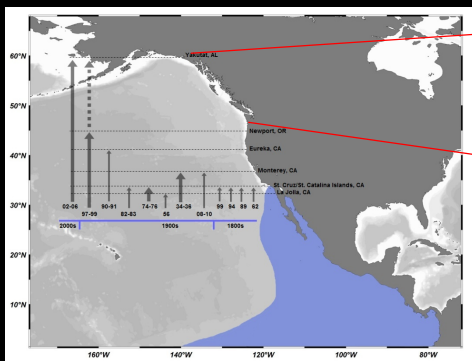 60°N
Yakutat, AL
50°N
Newport, OR
Eureka, CA
40°N
Monterey, CA
St. Cruz/St. Catalina Islands, CA
La Jolla, CA
30°N
02-06 90-91 74-76 34-36 99 94 89 62
97-99 82-83 56 08-10
2000s 1900s 1800s
20°N
10°N
160°W 140°W 120°W 100°W 80°W